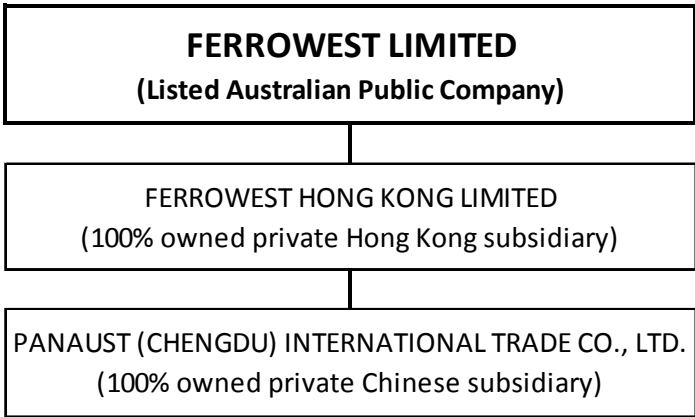 FERROWEST LIMITED
(Listed Australian Public Company)
FERROWEST HONG KONG LIMITED
(100% owned private Hong Kong subsidiary)
PANAUST (CHENGDU) INTERNATIONAL TRADE CO., LTD.
(100% owned private Chinese subsidiary)